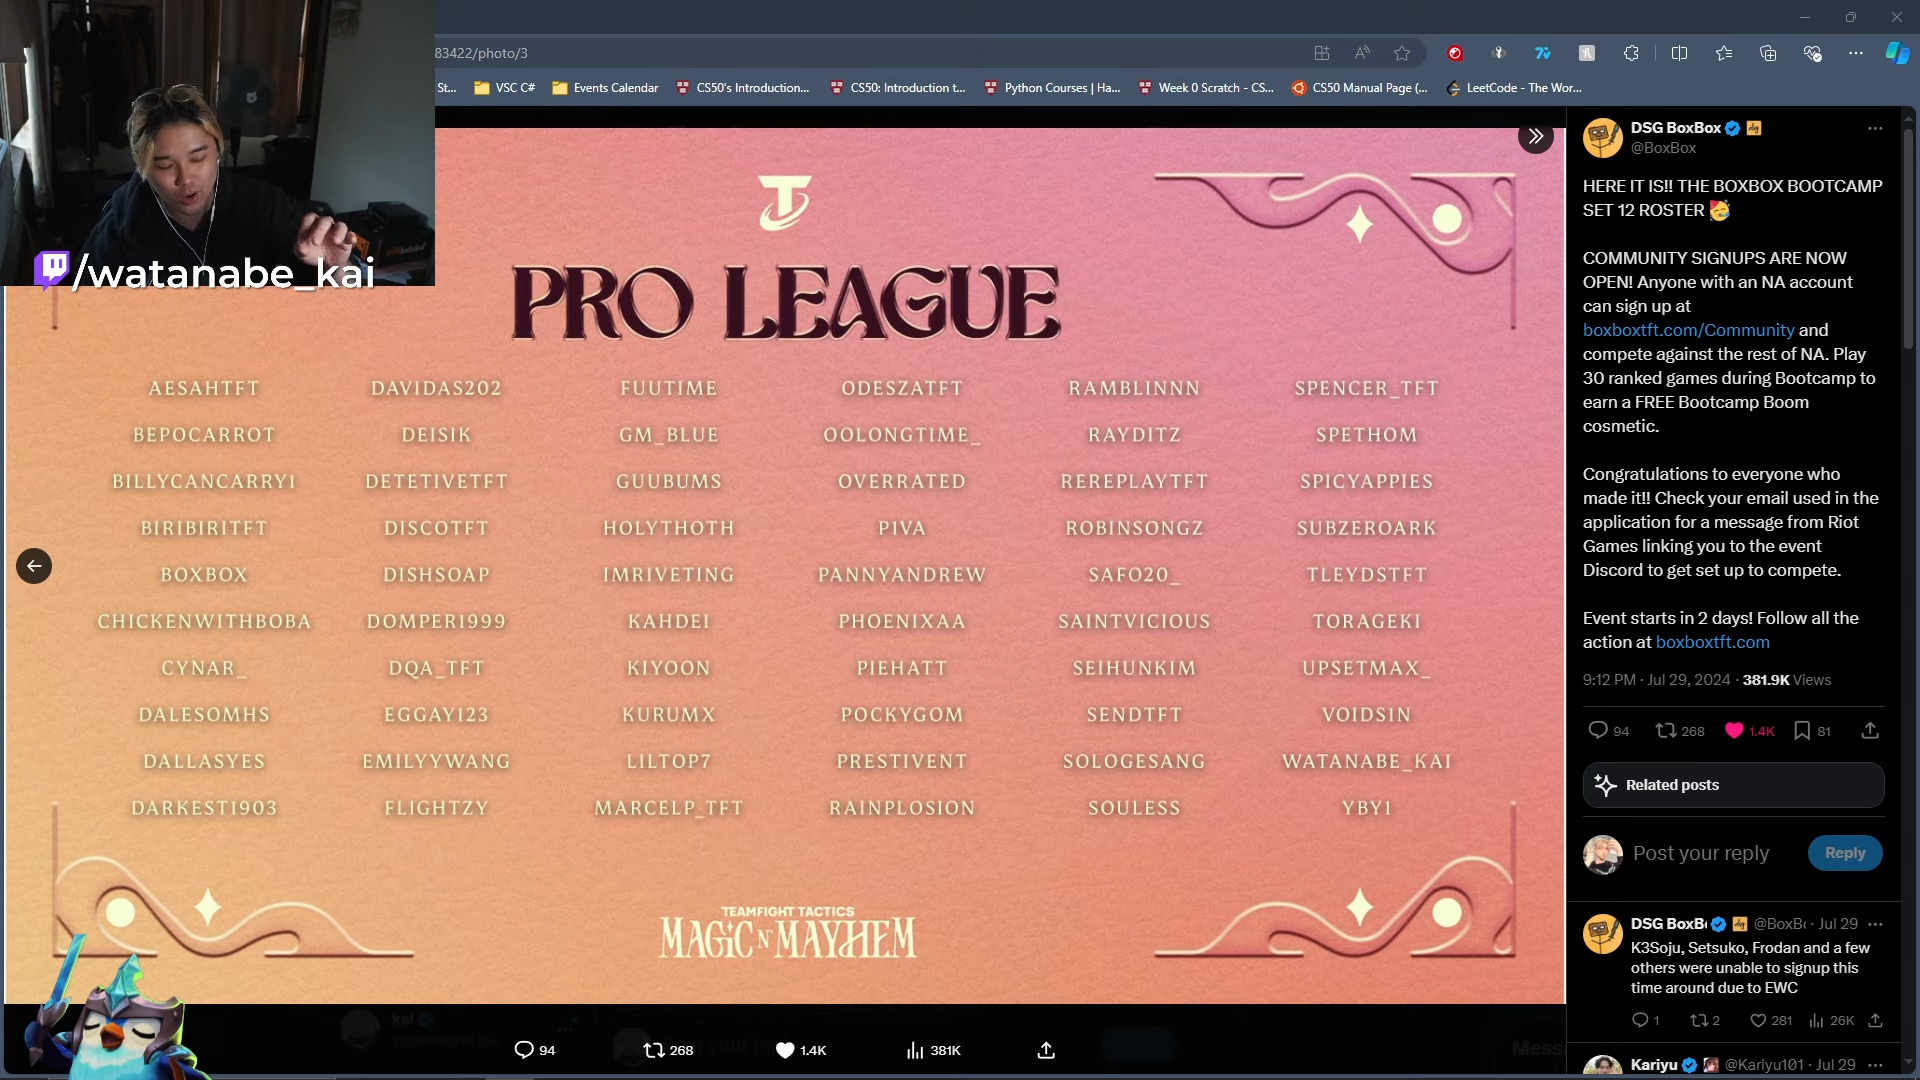 83422/photo/3
St...
VSC C#
Events Calendar
CS50's Introduction...
CS50: Introduction t...
Python Courses | Ha...
Week 0 Scratch - CS...
CS50 Manual Page (...
LeetCode - The Wor...
/watanabe_kai
PRO LEAGUE
AESAHTFT DAVIDAS202 FUUTIME ODESZATFT RAMBLINNN SPENCER_TFT
BEPOCARROT DEISIK GM_BLUE OOLONGTIME_ RAYDITZ SPETHOM
BILLYCANCARRY1 DETETIVETFT GUUBUMS OVERRATED REREPLAYTFT SPICYAPPIES
BIRIBIRITFT DISCOTFT HOLYTHOTH P1VA ROBINSONGZ SUBZEROARK
BOXBOX DISHSOAP IMRIVETING PANNYANDREW SAFO20_ TLEYDSTFT
CHICKENWITHBOBA DOMPER1999 KAHDEI PHOENIXAA SAINTVICIOUS TORAGEKI
CYNAR_ DQA_TFT KIYOON PIEHATT SEIHUNKIM UPSETMAX_
DALESOMHS EGGAY123 KURUMX POCKYGOM SENDTFT VOIDS1N
DALLASYES EMILYYWANG LILTOP7 PRESTIVENT SOLOGESANG WATANABE_KAI
DARKEST1903 FLIGHTZY MARCELP_TFT RAINPLOSION SOULESS YBY1
TEAMFIGHT TACTICS
MAGIC N' MAYHEM
94
268
1.4K
381K
DSG BoxBox
@BoxBox
HERE IT IS!! THE BOXBOX BOOTCAMP
SET 12 ROSTER 🥳
COMMUNITY SIGNUPS ARE NOW
OPEN! Anyone with an NA account
can sign up at
boxboxtft.com/Community and
compete against the rest of NA. Play
30 ranked games during Bootcamp to
earn a FREE Bootcamp Boom
cosmetic.
Congratulations to everyone who
made it!! Check your email used in the
application for a message from Riot
Games linking you to the event
Discord to get set up to compete.
Event starts in 2 days! Follow all the
action at boxboxtft.com
9:12 PM · Jul 29, 2024 · 381.9K Views
94
268
1.4K
81
Related posts
Post your reply
Reply
DSG BoxB @BoxB · Jul 29
K3Soju, Setsuko, Frodan and a few
others were unable to signup this
time around due to EWC
1
2
281
26K
Kariyu @Kariyu101 · Jul 29